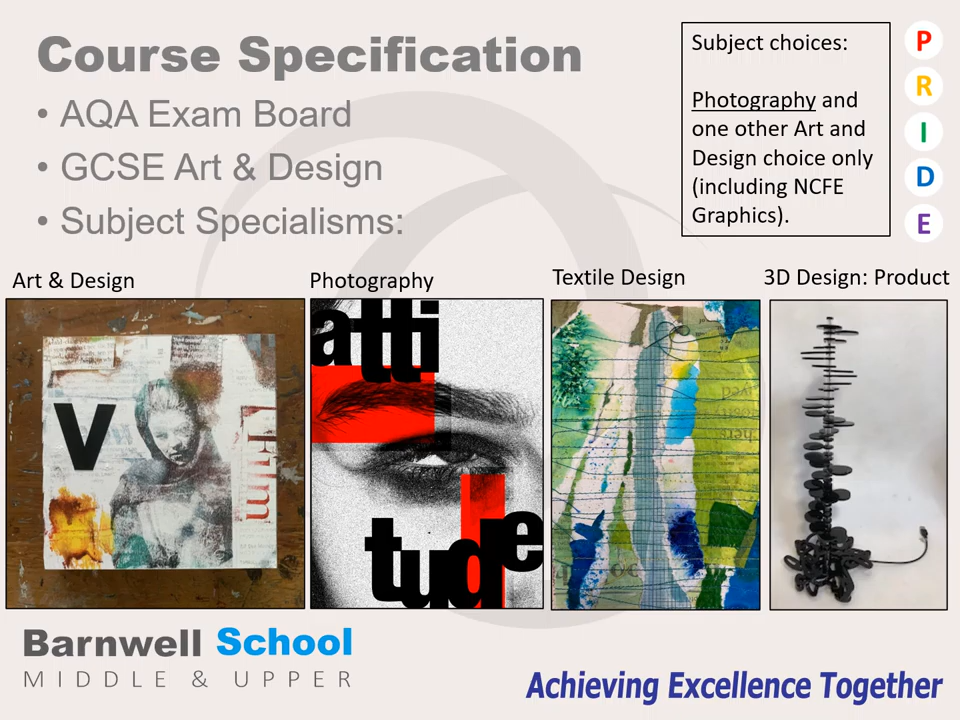 Course Specification
• AQA Exam Board
• GCSE Art & Design
• Subject Specialisms:
Subject choices:
Photography and
one other Art and
Design choice only
(including NCFE
Graphics).
P
R
I
D
E
Art & Design
Photography
Textile Design
3D Design: Product
V
Film
atti
tude
Barnwell School
MIDDLE & UPPER
Achieving Excellence Together